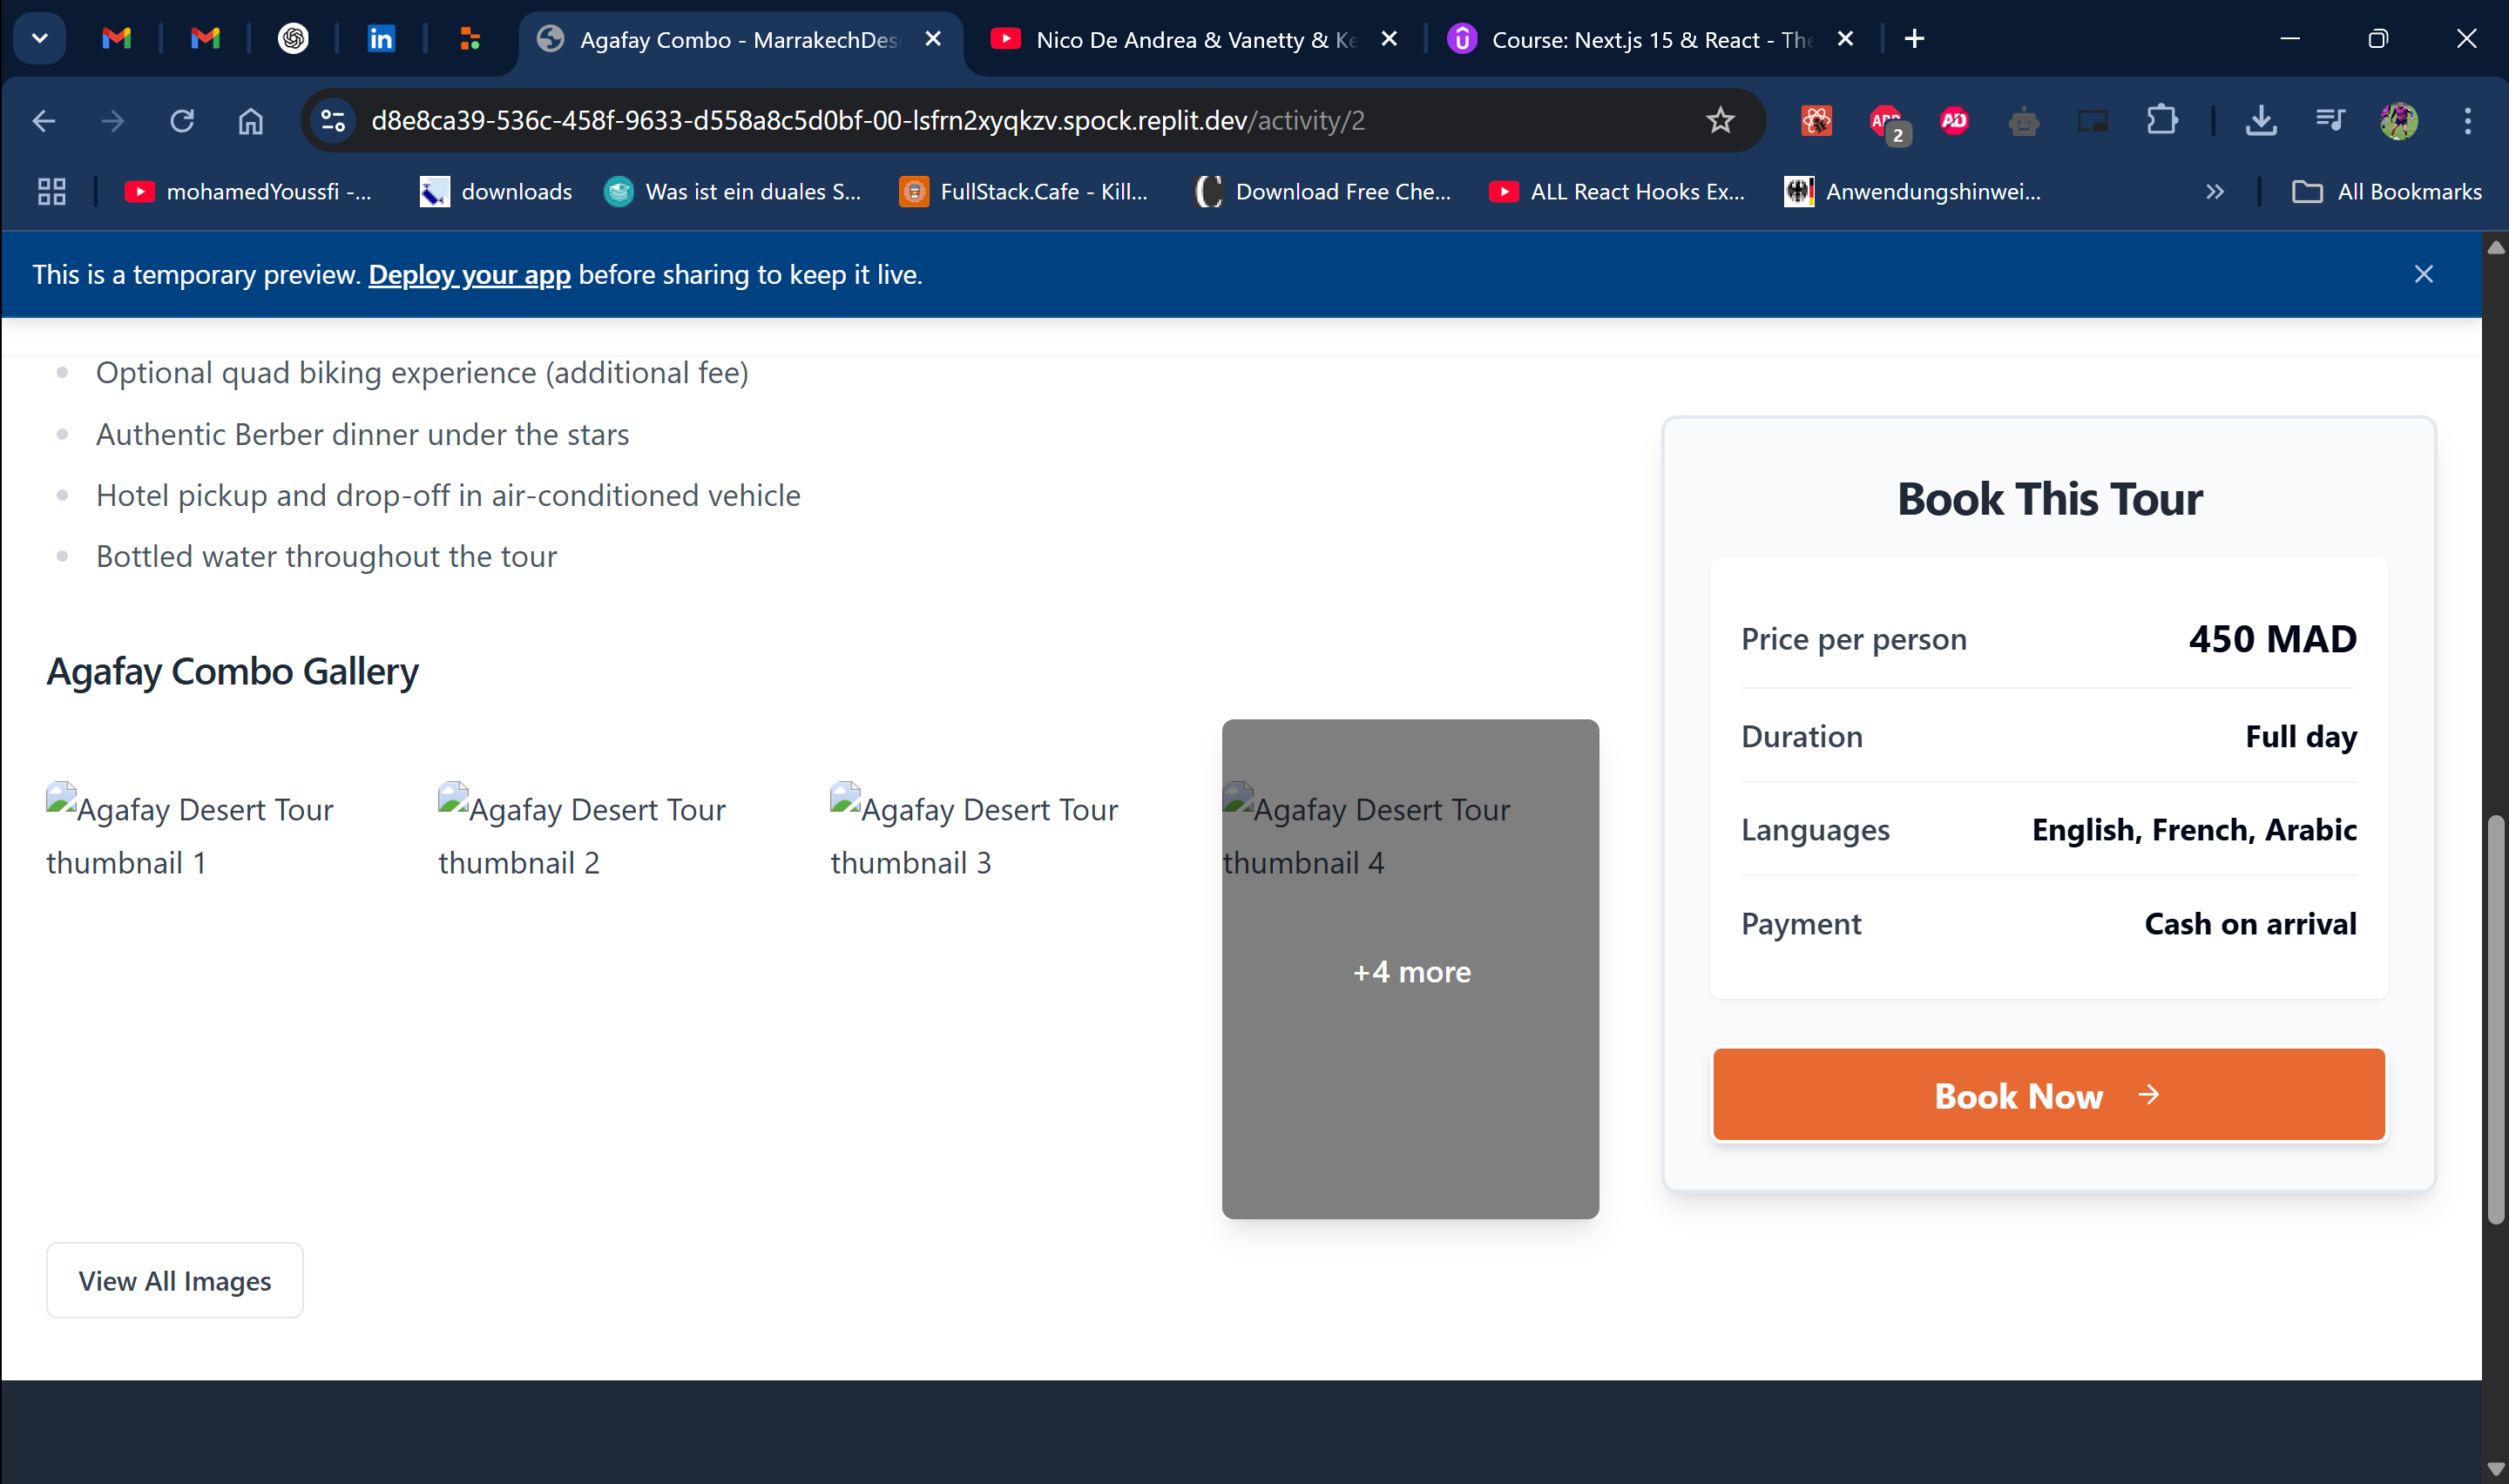 Agafay Combo - MarrakechDes
Nico De Andrea & Vanetty & Ke
Course: Next.js 15 & React - The
d8e8ca39-536c-458f-9633-d558a8c5d0bf-00-lsfrn2xyqkzv.spock.replit.dev/activity/2
ABP
2
AD
mohamedYoussfi -...
downloads
Was ist ein duales S...
FullStack.Cafe - Kill...
Download Free Che...
ALL React Hooks Ex...
Anwendungshinwei...
All Bookmarks
This is a temporary preview. Deploy your app before sharing to keep it live.
Optional quad biking experience (additional fee)
Authentic Berber dinner under the stars
Hotel pickup and drop-off in air-conditioned vehicle
Bottled water throughout the tour
Agafay Combo Gallery
Agafay Desert Tour
thumbnail 1
Agafay Desert Tour
thumbnail 2
Agafay Desert Tour
thumbnail 3
Agafay Desert Tour
thumbnail 4
+4 more
View All Images
Book This Tour
Price per person 450 MAD
Duration Full day
Languages English, French, Arabic
Payment Cash on arrival
Book Now →